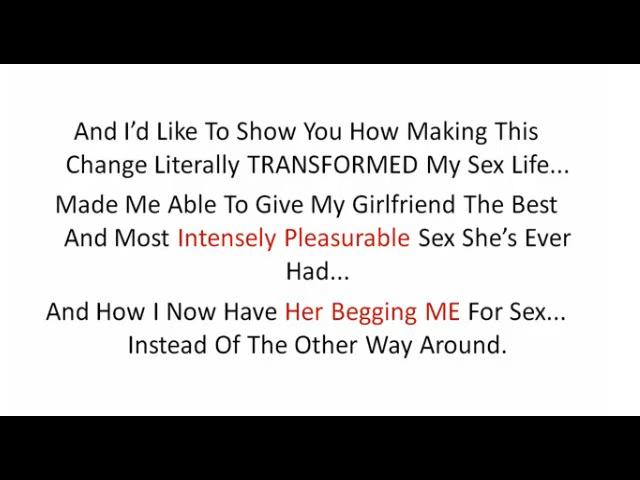 And I’d Like To Show You How Making This
Change Literally TRANSFORMED My Sex Life...
Made Me Able To Give My Girlfriend The Best
And Most Intensely Pleasurable Sex She’s Ever
Had...
And How I Now Have Her Begging ME For Sex...
Instead Of The Other Way Around.